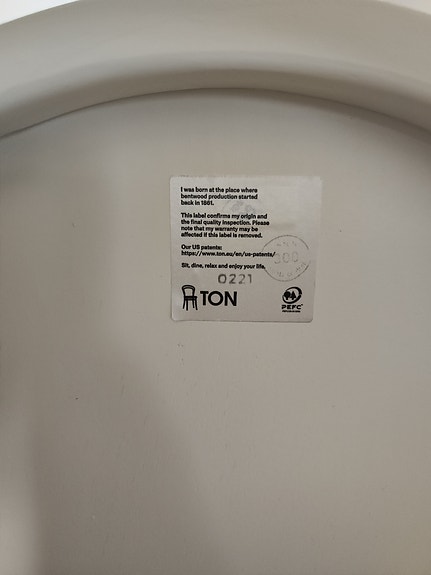 I was born at the place where
bentwood production started
back in 1861.
This label confirms my origin and
the final quality inspection. Please
note that my warranty may be
affected if this label is removed.
Our US patents:
https://www.ton.eu/en/us-patents/
Sit, dine, relax and enjoy your life,
0221
TON
PEFC